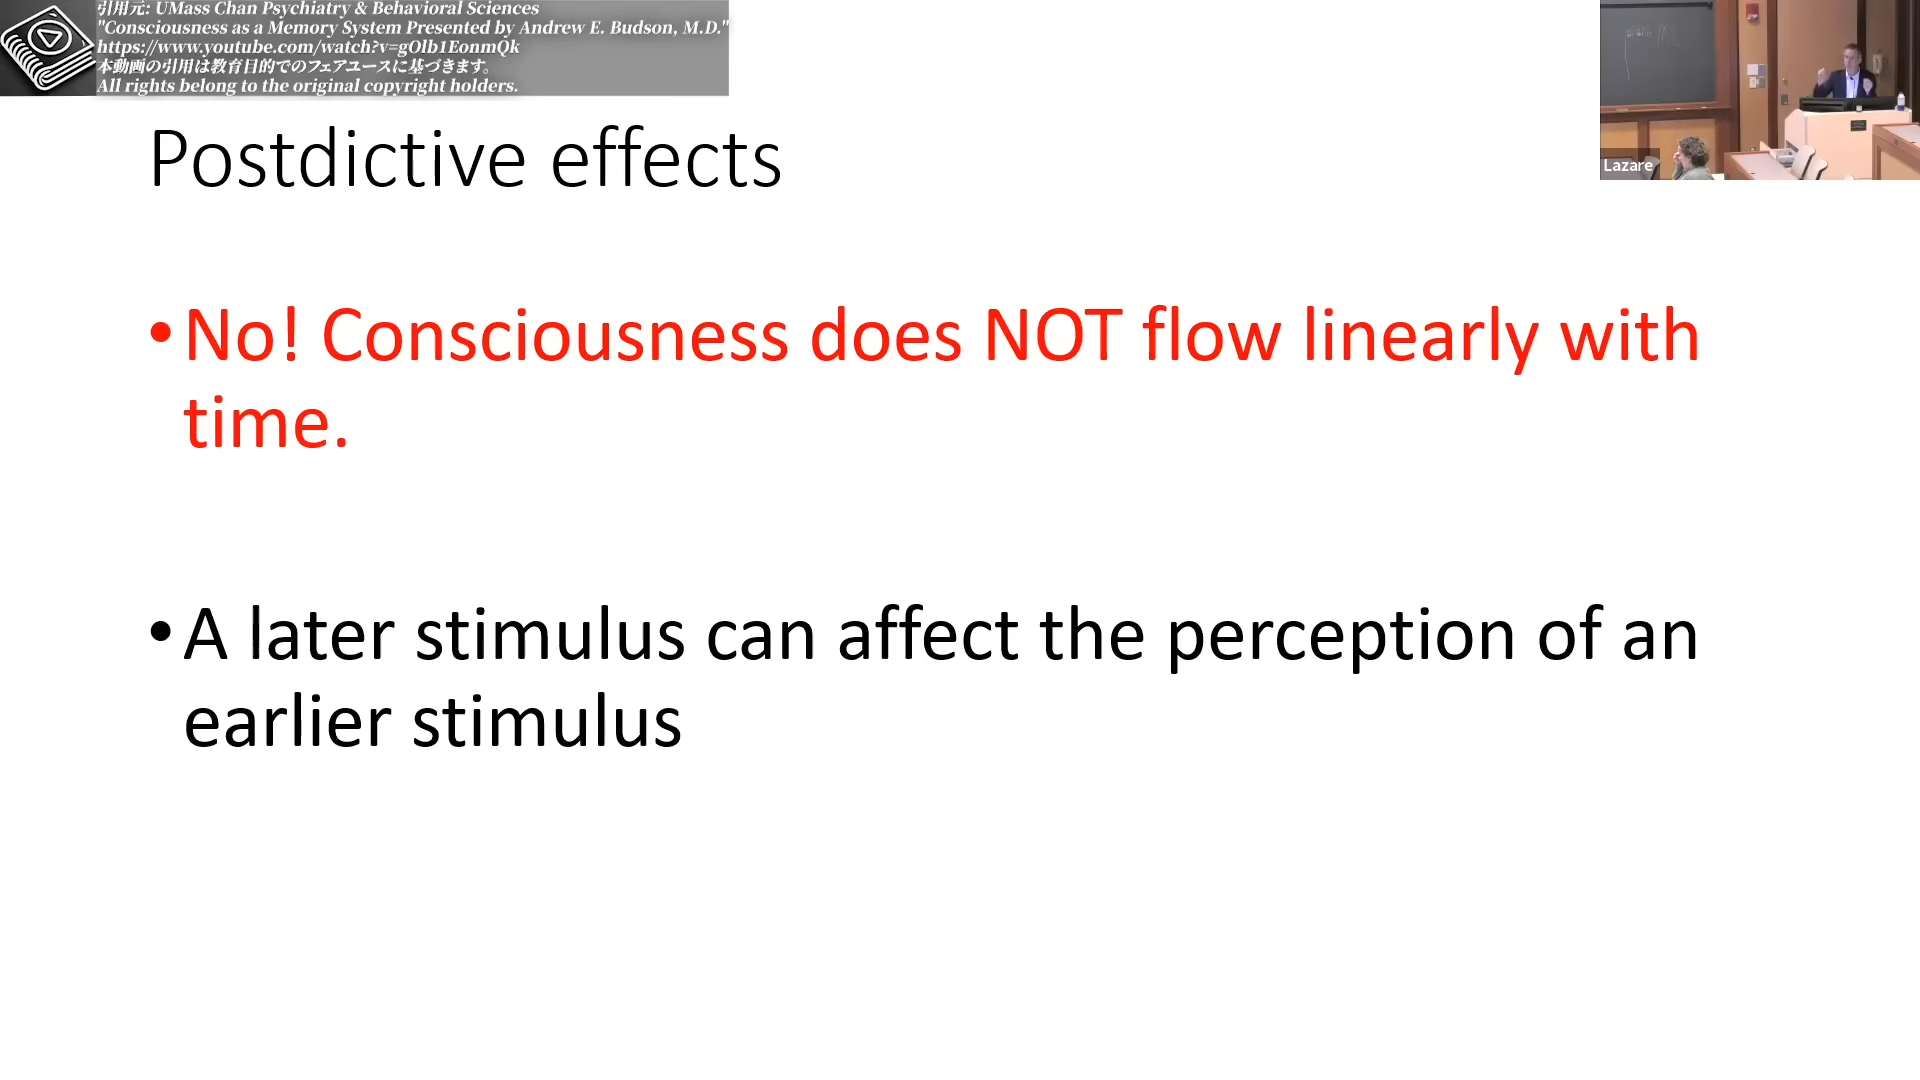 引用元: UMass Chan Psychiatry & Behavioral Sciences
"Consciousness as a Memory System Presented by Andrew E. Budson, M.D."
https://www.youtube.com/watch?v=gOlb1EonmQk
本動画の引用は教育目的でのフェアユースに基づきます。
All rights belong to the original copyright holders.
Lazare
Postdictive effects
•No! Consciousness does NOT flow linearly with
time.
•A later stimulus can affect the perception of an
earlier stimulus